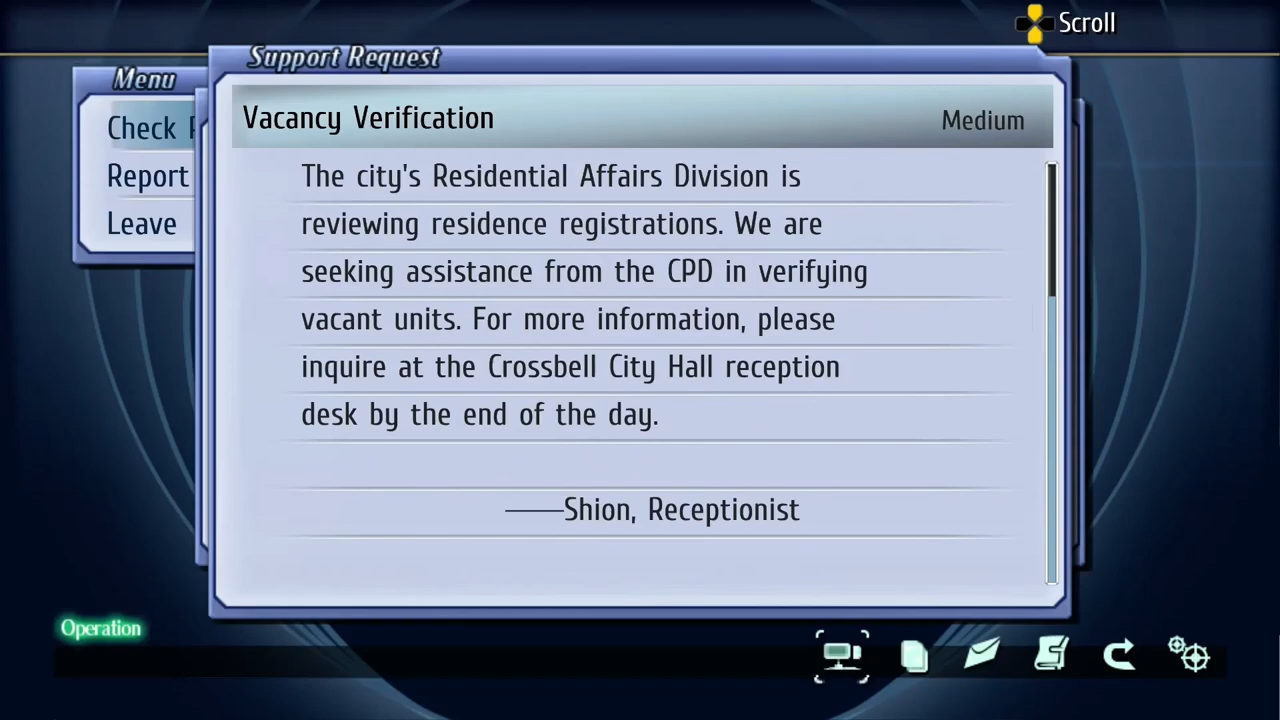 Scroll
Support Request
Menu
Vacancy Verification
Medium
Check
Report
Leave
The city's Residential Affairs Division is
reviewing residence registrations. We are
seeking assistance from the CPD in verifying
vacant units. For more information, please
inquire at the Crossbell City Hall reception
desk by the end of the day.
——Shion, Receptionist
Operation